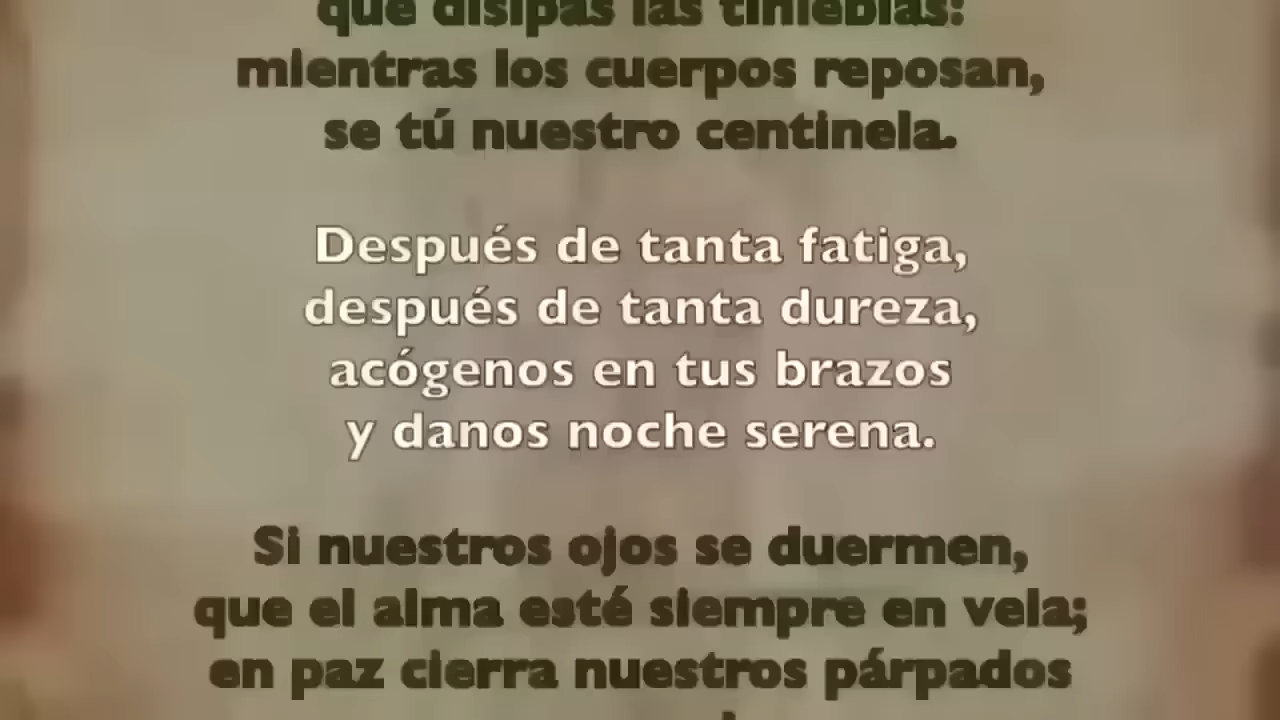 que disipas las tinieblas:
mientras los cuerpos reposan,
se tú nuestro centinela.
Después de tanta fatiga,
después de tanta dureza,
acógenos en tus brazos
y danos noche serena.
Si nuestros ojos se duermen,
que el alma esté siempre en vela;
en paz cierra nuestros párpados